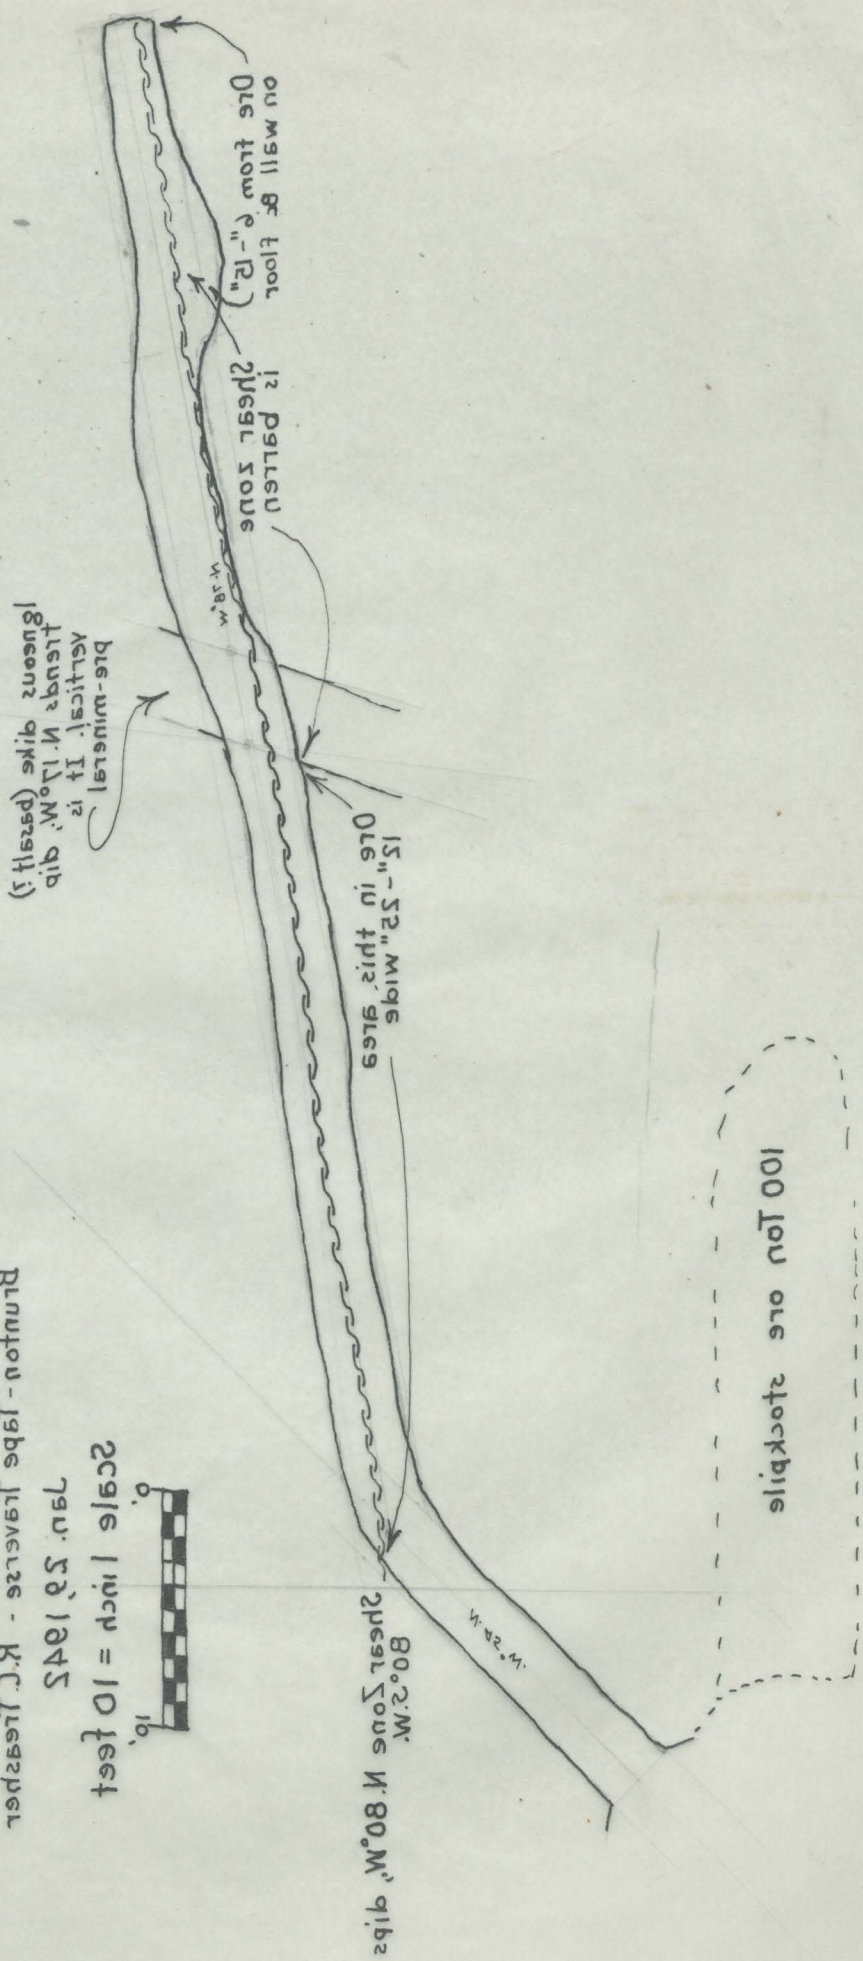 100 Ton ore stockpile
Ore from 6"-15")
on wall & floor
Shear zone
is barren
N.78°W
Ore in this area
12"-25" wide
Shear Zone N.80°W., dips
80°S.W.
N.42°W.
Igneous dike (basalt?)
trends N.17°W., dip
vertical. It is
pre-mineral
0' 10'
Scale 1 inch = 10 feet
Jan. 29, 1942
Brunton-Tape Traverse - R.C. Treasher